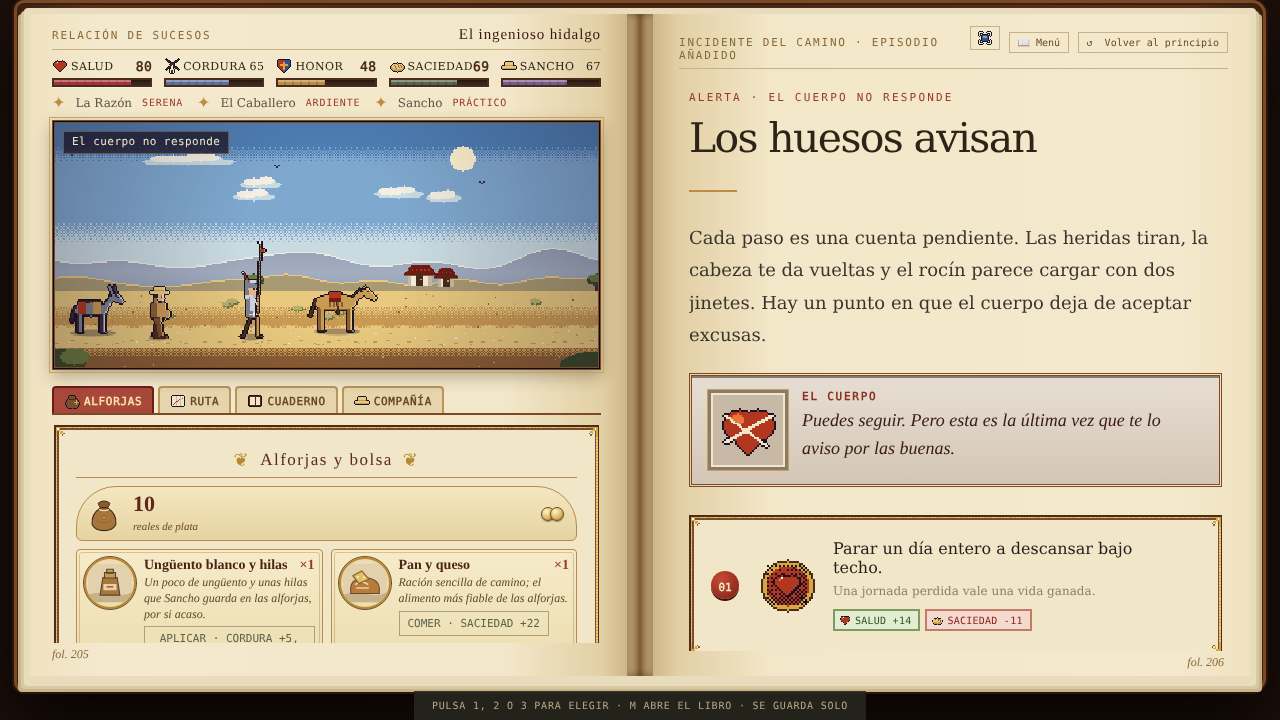 RELACIÓN DE SUCESOS
El ingenioso hidalgo
SALUD 80
CORDURA 65
HONOR 48
SACIEDAD 69
SANCHO 67
La Razón SERENA
El Caballero ARDIENTE
Sancho PRÁCTICO
El cuerpo no responde
ALFORJAS
RUTA
CUADERNO
COMPAÑÍA
Alforjas y bolsa
10
reales de plata
Ungüento blanco y hilas ×1
Un poco de ungüento y unas hilas
que Sancho guarda en las alforjas,
por si acaso.
APLICAR · CORDURA +5,
Pan y queso ×1
Ración sencilla de camino; el
alimento más fiable de las alforjas.
COMER · SACIEDAD +22
fol. 205
INCIDENTE DEL CAMINO · EPISODIO
AÑADIDO
Menú
↺ Volver al principio
ALERTA · EL CUERPO NO RESPONDE
Los huesos avisan
Cada paso es una cuenta pendiente. Las heridas tiran, la
cabeza te da vueltas y el rocín parece cargar con dos
jinetes. Hay un punto en que el cuerpo deja de aceptar
excusas.
EL CUERPO
Puedes seguir. Pero esta es la última vez que te lo
aviso por las buenas.
01
Parar un día entero a descansar bajo
techo.
Una jornada perdida vale una vida ganada.
SALUD +14
SACIEDAD -11
fol. 206
PULSA 1, 2 O 3 PARA ELEGIR · M ABRE EL LIBRO · SE GUARDA SOLO